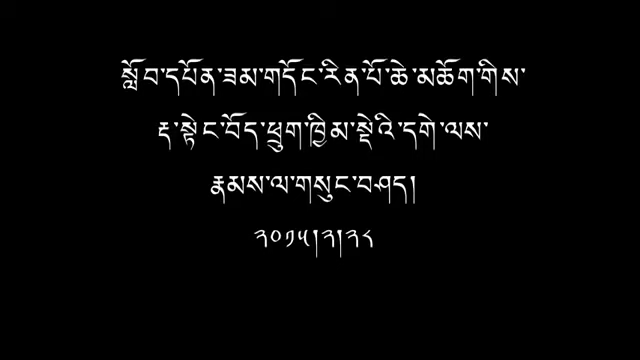 སློབ་དཔོན་ཟམ་གདོང་རིན་པོ་ཆེ་མཆོག་གིས་
རྡ་སྟེང་བོད་ཕྲུག་ཁྱིམ་སྡེའི་དགེ་ལས་
རྣམས་ལ་གསུང་བཤད།
༢༠༡༥།༢།༢༨